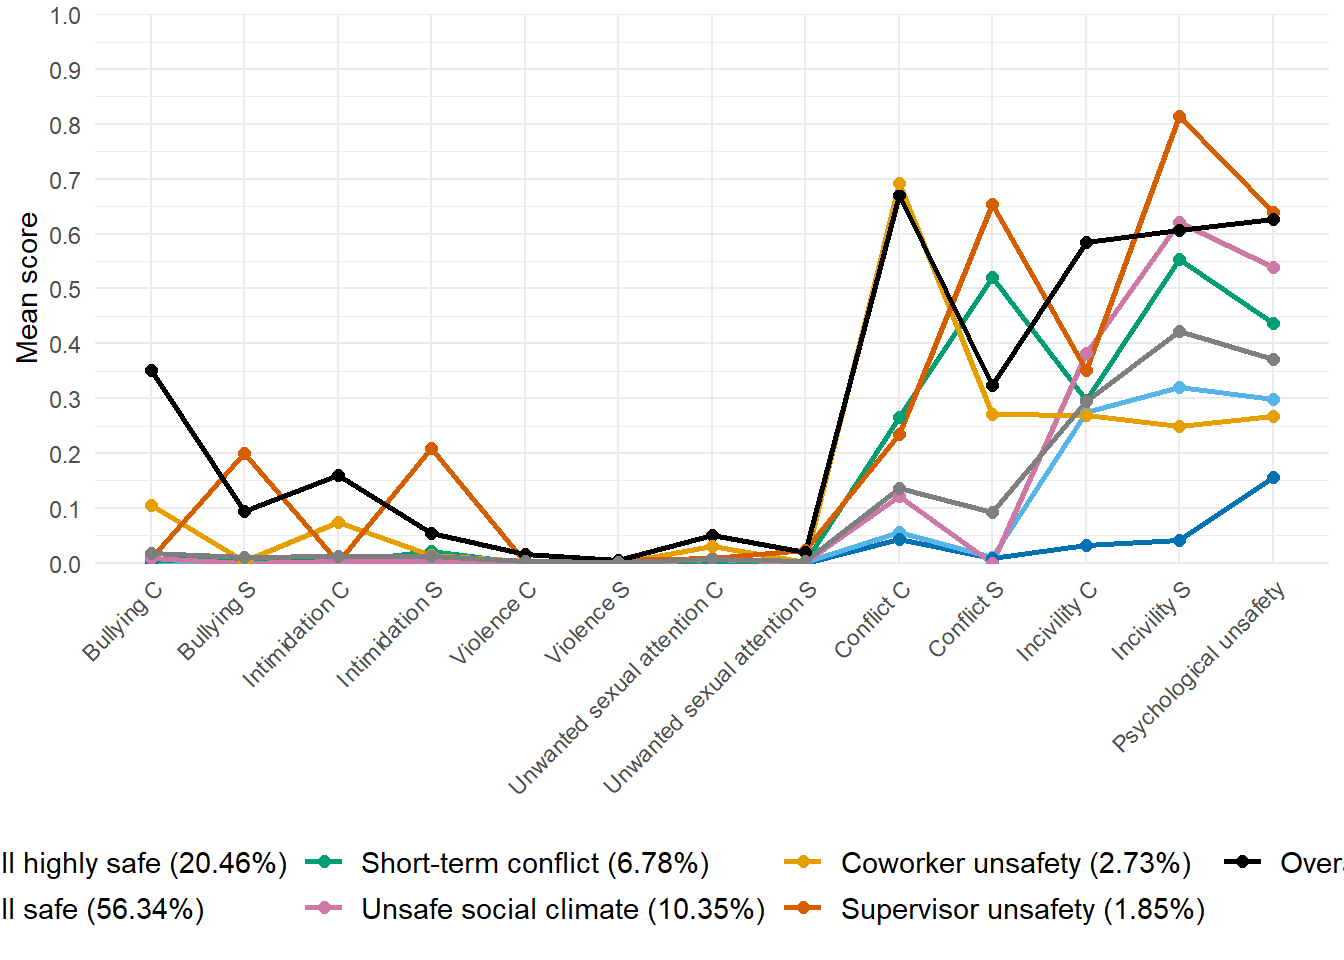 1.0
0.9
0.8
0.7
0.6
0.5
0.4
0.3
0.2
0.1
0.0
Mean score
Bullying C
Bullying S
Intimidation C
Intimidation S
Violence C
Violence S
Unwanted sexual attention C
Unwanted sexual attention S
Conflict C
Conflict S
Incivility C
Incivility S
Psychological unsafety
ll highly safe (20.46%)
Short-term conflict (6.78%)
Coworker unsafety (2.73%)
Over
ll safe (56.34%)
Unsafe social climate (10.35%)
Supervisor unsafety (1.85%)